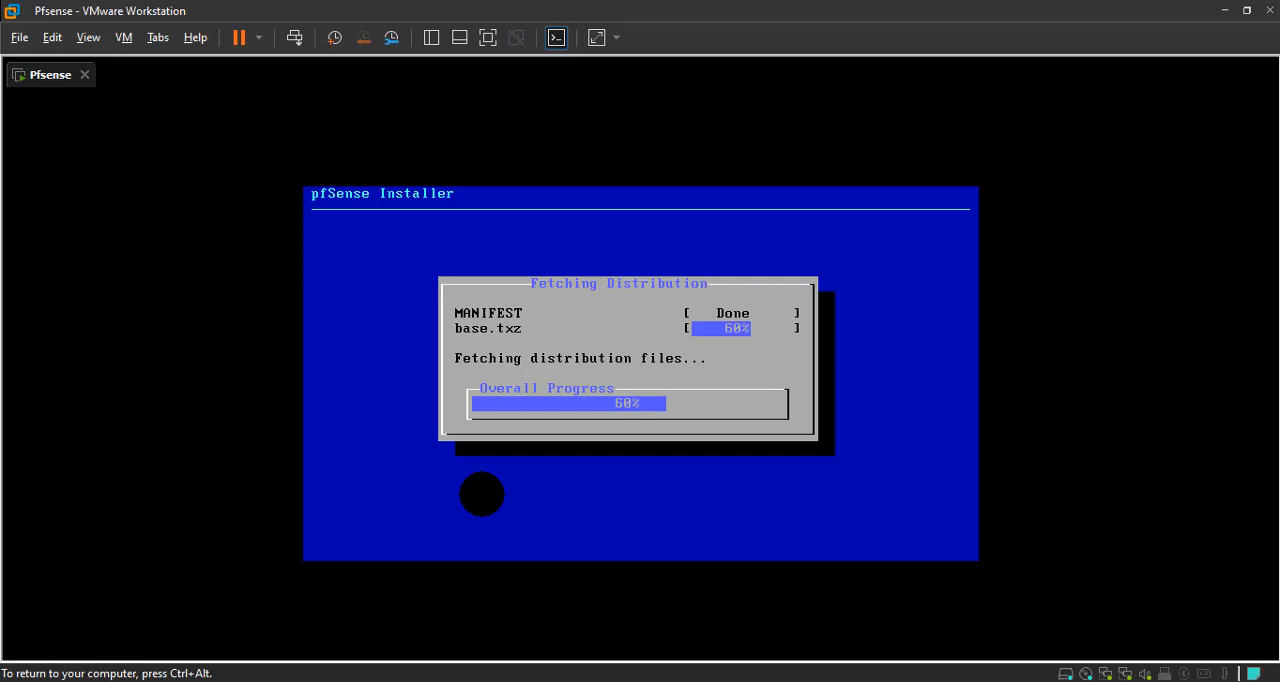 Pfsense - VMware Workstation
File Edit View VM Tabs Help
Pfsense
pfSense Installer
Fetching Distribution
MANIFEST [ Done ]
base.txz [ 60% ]
Fetching distribution files...
Overall Progress
60%
To return to your computer, press Ctrl+Alt.